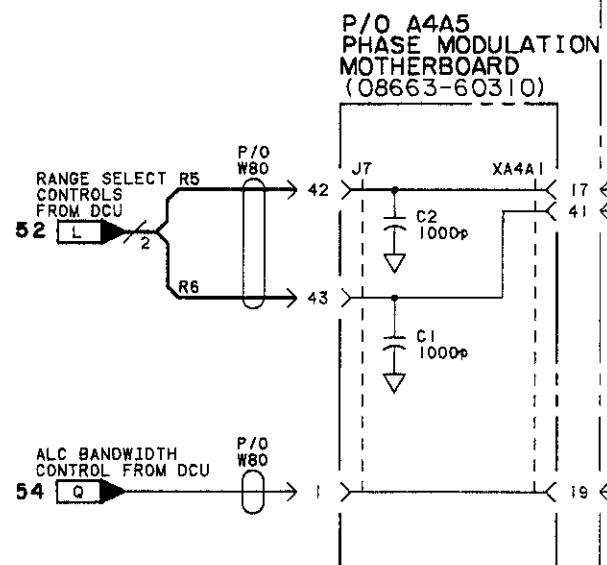 P/O A4A5
PHASE MODULATION
MOTHERBOARD
(08663-60310)
P/O
W80
J7
XA4A1
RANGE SELECT
CONTROLS
FROM DCU
R5
42
17
41
52
L
2
C2
1000p
R6
43
C1
1000p
ALC BANDWIDTH
CONTROL FROM DCU
P/O
W80
54
Q
1
19